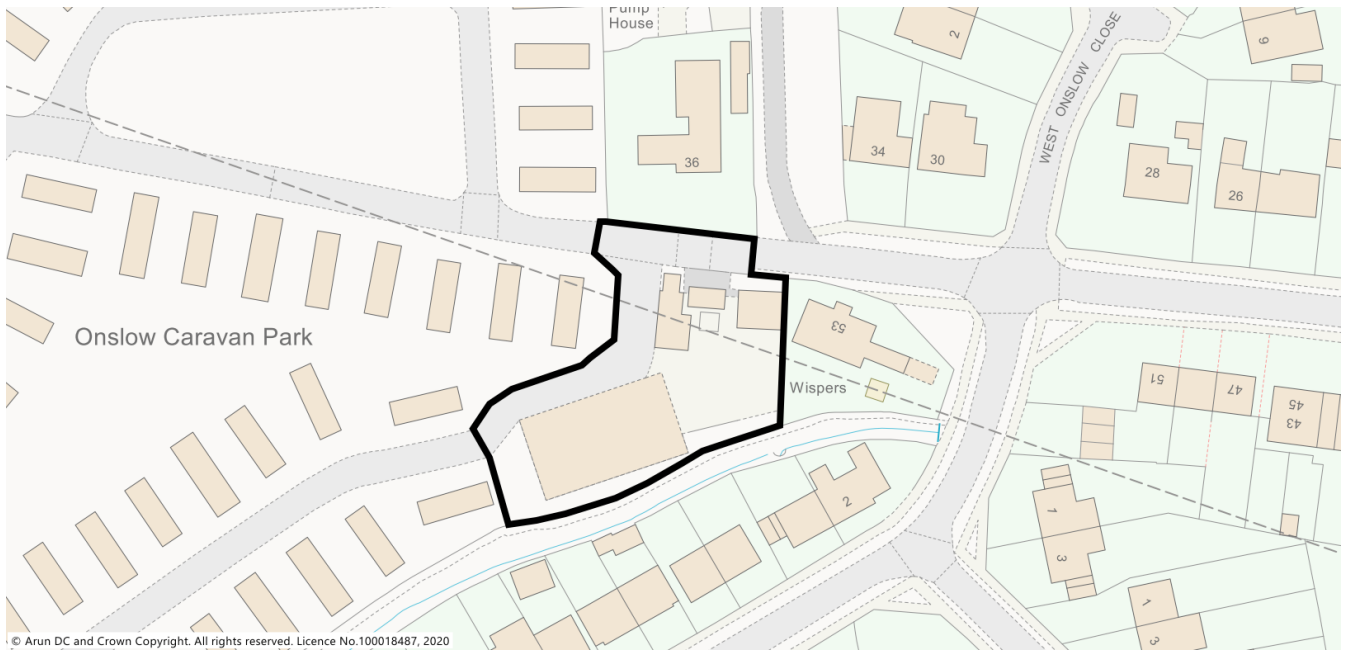 Pump
House
2
9
WEST ONSLOW CLOSE
34
30
36
28
26
Onslow Caravan Park
53
Wispers
51
47
45
43
2
1
3
1
3
© Arun DC and Crown Copyright. All rights reserved. Licence No.100018487, 2020